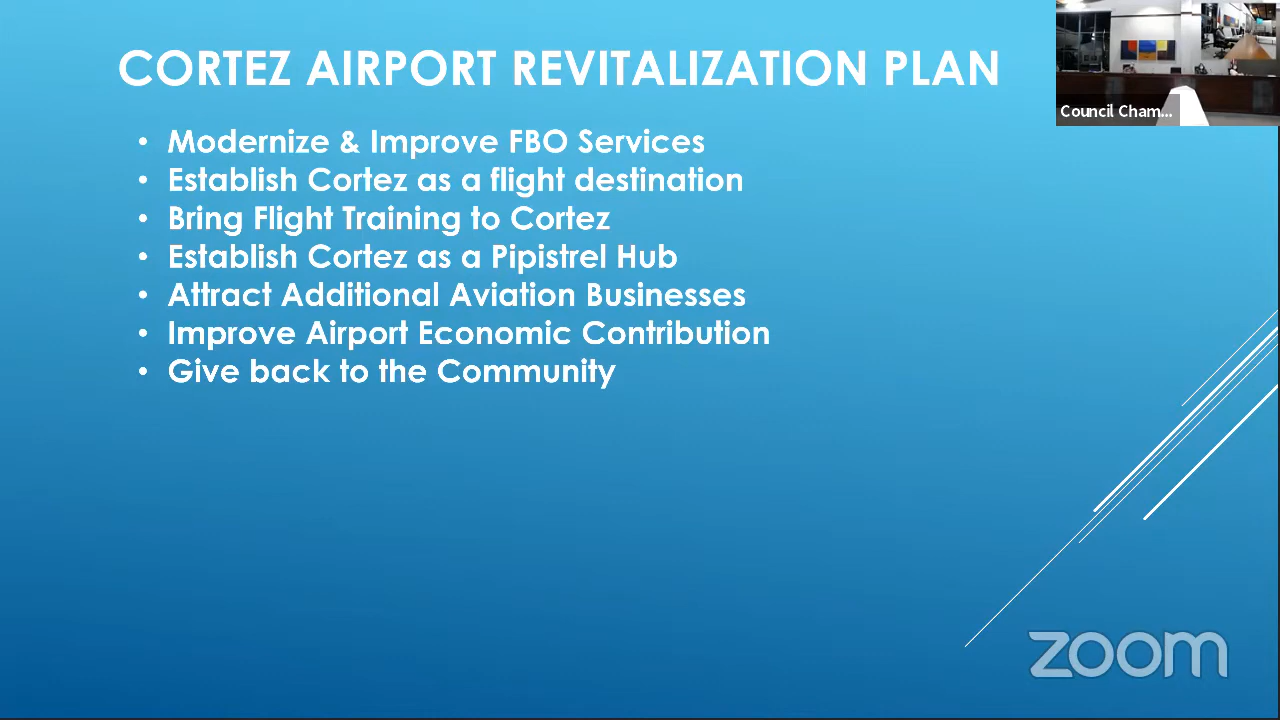 CORTEZ AIRPORT REVITALIZATION PLAN
Council Cham...
• Modernize & Improve FBO Services
• Establish Cortez as a flight destination
• Bring Flight Training to Cortez
• Establish Cortez as a Pipistrel Hub
• Attract Additional Aviation Businesses
• Improve Airport Economic Contribution
• Give back to the Community
zoom